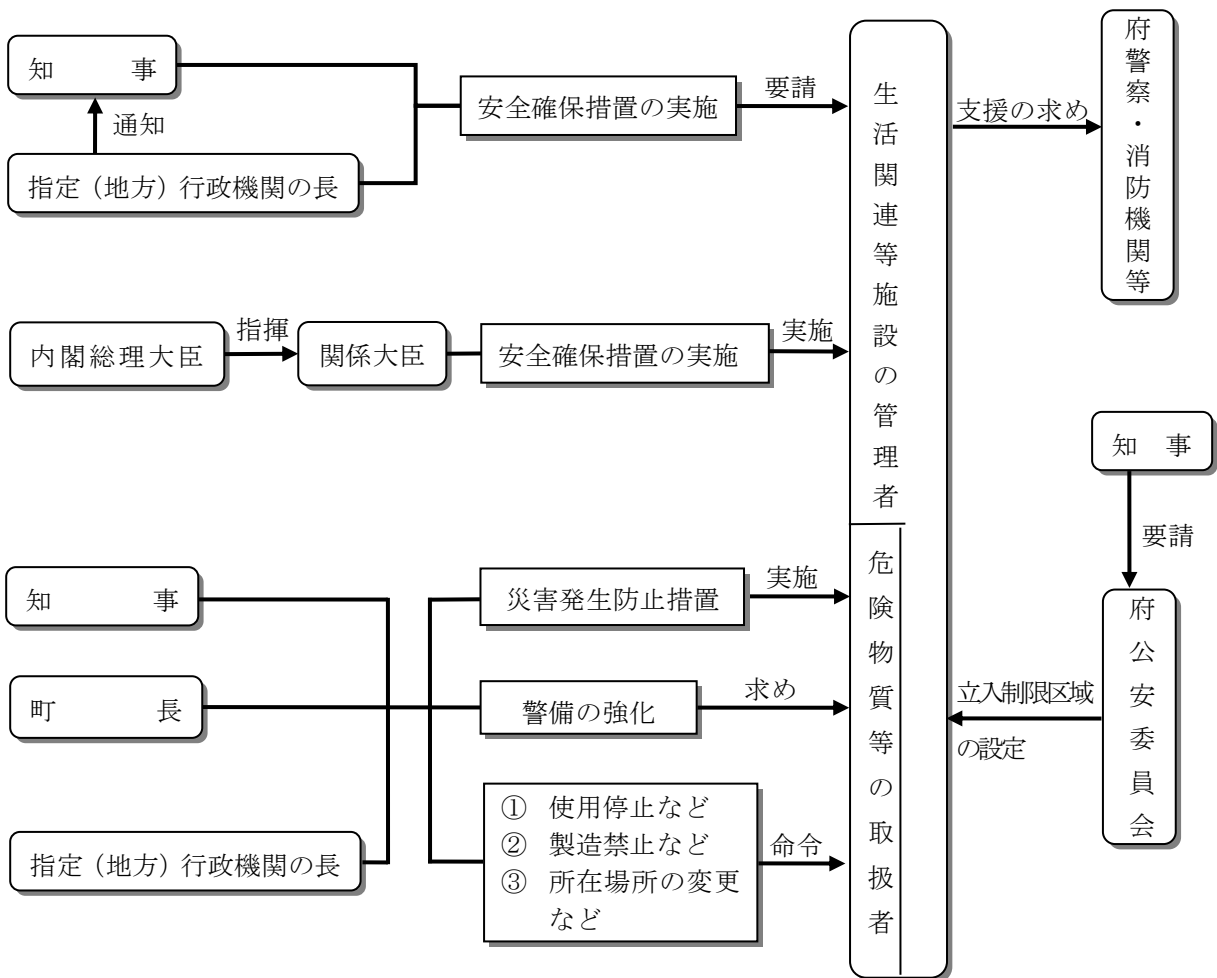 知　　事
通知
指定（地方）行政機関の長
安全確保措置の実施
要請
内閣総理大臣
指揮
関係大臣
安全確保措置の実施
実施
知　　事
町　　長
指定（地方）行政機関の長
災害発生防止措置
実施
警備の強化
求め
① 使用停止など
② 製造禁止など
③ 所在場所の変更
など
命令
生活関連等施設の管理者
危険物質等の取扱者
支援の求め
府警察・消防機関等
知　事
要請
府公安委員会
立入制限区域
の設定